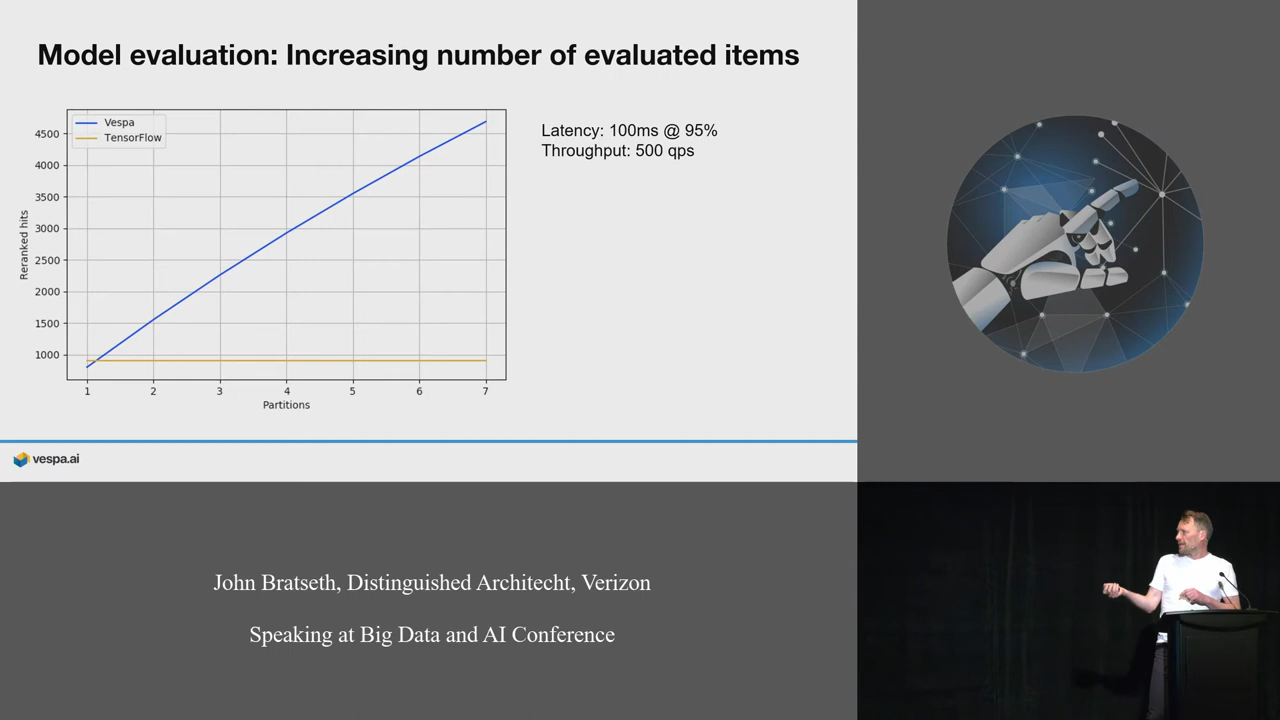 Model evaluation: Increasing number of evaluated items
Vespa
TensorFlow
4500
4000
3500
3000
2500
2000
1500
1000
Reranked hits
1 2 3 4 5 6 7
Partitions
Latency: 100ms @ 95%
Throughput: 500 qps
vespa.ai
John Bratseth, Distinguished Architecht, Verizon
Speaking at Big Data and AI Conference